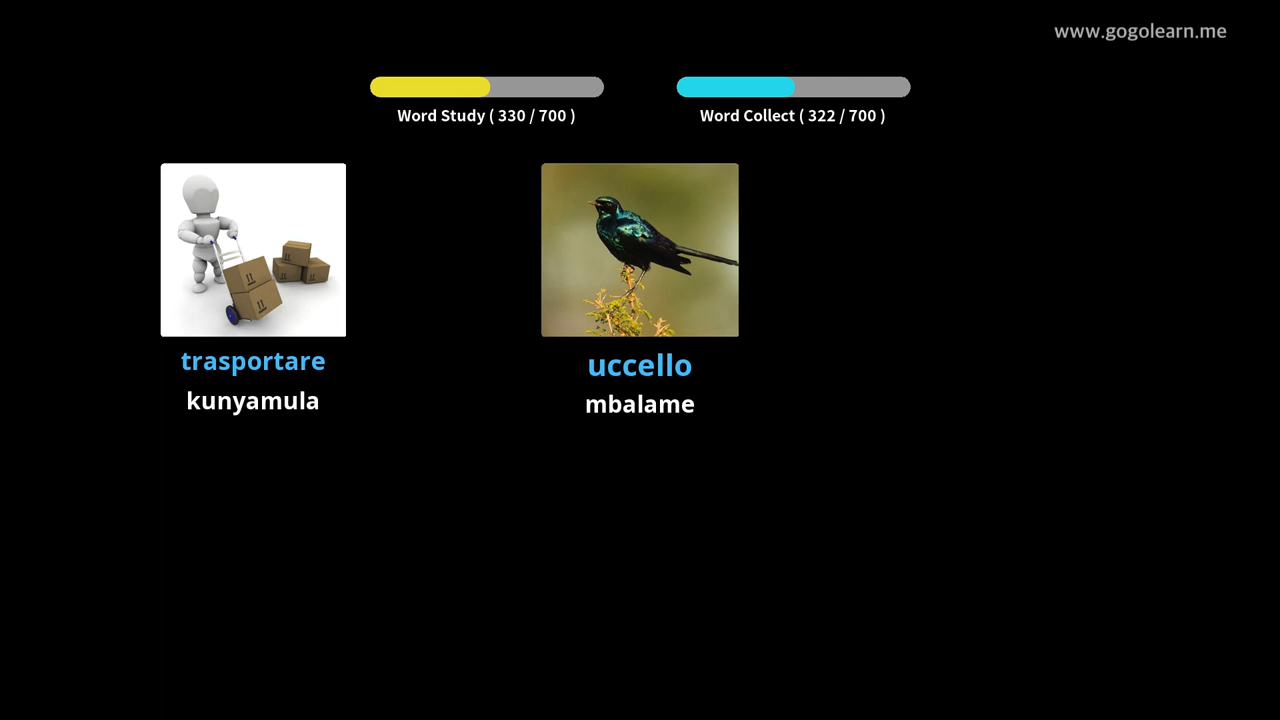 www.gogolearn.me
Word Study ( 330 / 700 )
Word Collect ( 322 / 700 )
trasportare
kunyamula
uccello
mbalame